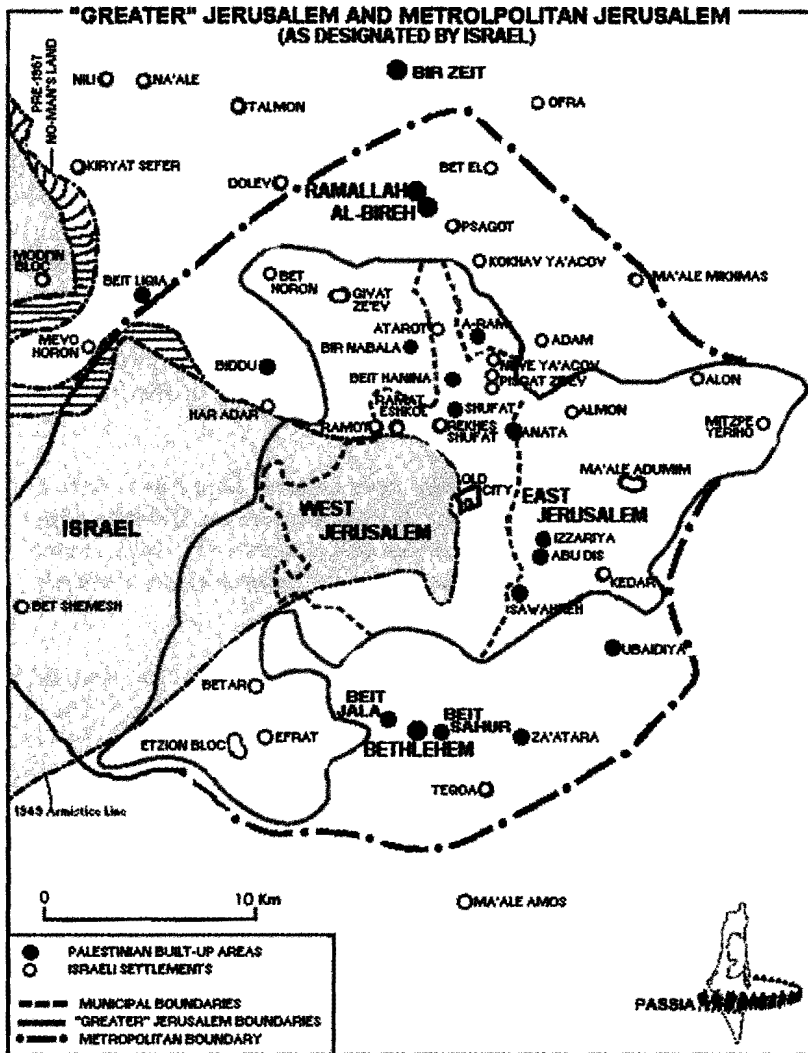 "GREATER" JERUSALEM AND METROLPOLITAN JERUSALEM
(AS DESIGNATED BY ISRAEL)
BIR ZEIT
NILI
NA'ALE
PRE-1967
NO-MAN'S LAND
TALMON
OFRA
KIRYAT SEFER
DOLEV
BET EL
RAMALLAH
AL-BIREH
PSAGOT
MODI'IN
BLOC
BEIT LIQIA
BET
HORON
GIVAT
ZE'EV
KOKHAV YA'ACOV
MA'ALE MIKHMAS
MEVO
HORON
ATAROT
A-RAM
ADAM
BIR NABALA
BIDDU
NEVE YA'ACOV
PISGAT ZE'EV
BEIT HANINA
ALON
RAMAT
ESHKOL
SHUFAT
HAR ADAR
RAMOT
REKHES
SHUFAT
ALMON
ANATA
MITZPE
YERIHO
OLD
CITY
MA'ALE ADUMIM
WEST
JERUSALEM
EAST
JERUSALEM
ISRAEL
IZZARIYA
ABU DIS
BET SHEMESH
KEDAR
ISAWAHREH
UBAIDIYA
BETAR
BEIT
JALA
BEIT
SAHUR
ETZION BLOC
EFRAT
BETHLEHEM
ZA'ATARA
TEQOA
1949 Armistice Line
0 10 Km
MA'ALE AMOS
PALESTINIAN BUILT-UP AREAS
ISRAELI SETTLEMENTS
MUNICIPAL BOUNDARIES
"GREATER" JERUSALEM BOUNDARIES
METROPOLITAN BOUNDARY
PASSIA